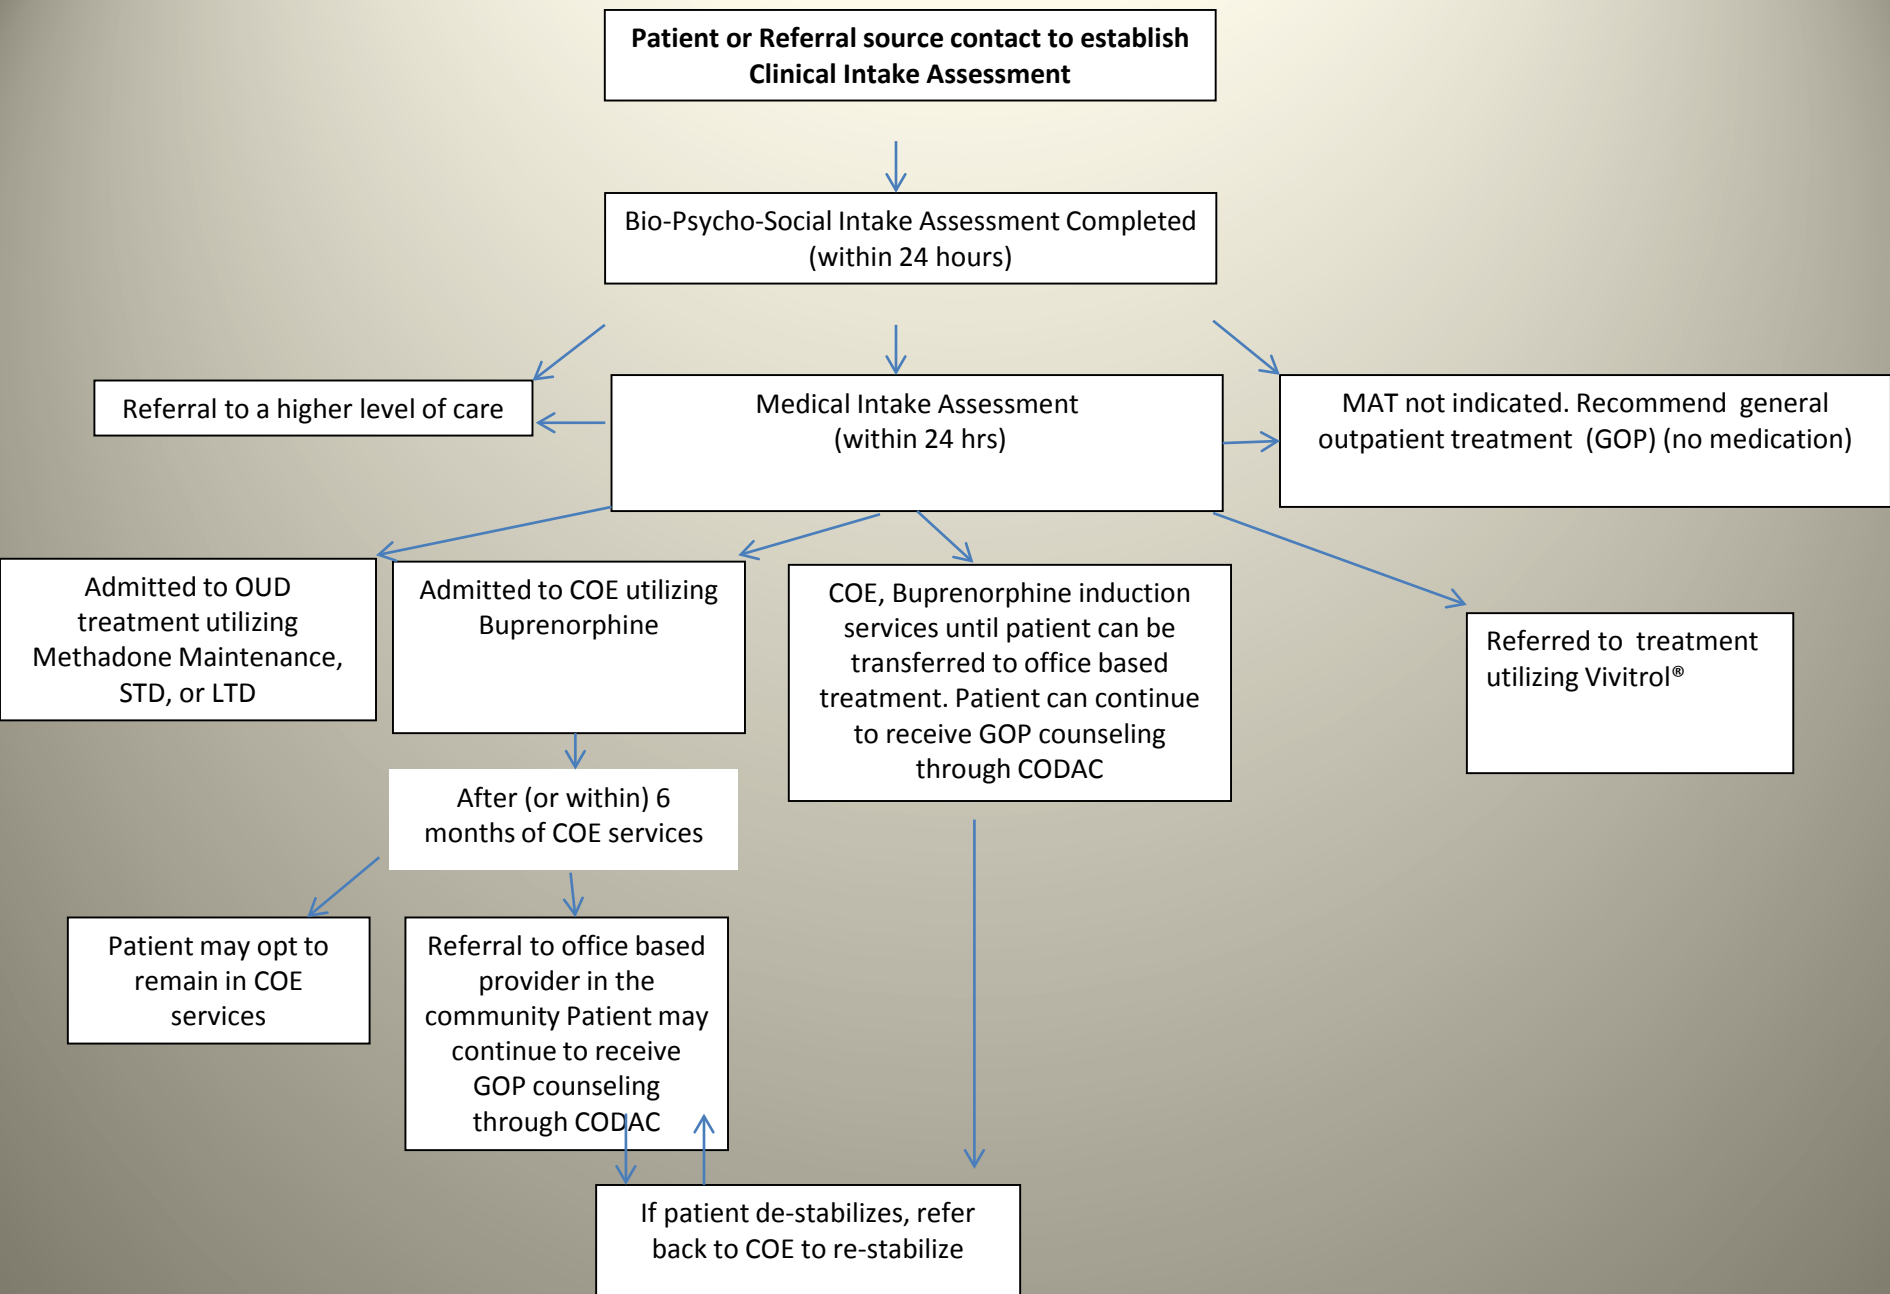 Patient or Referral source contact to establish
Clinical Intake Assessment
Bio-Psycho-Social Intake Assessment Completed
(within 24 hours)
Referral to a higher level of care
Medical Intake Assessment
(within 24 hrs)
MAT not indicated. Recommend general
outpatient treatment (GOP) (no medication)
Admitted to OUD
treatment utilizing
Methadone Maintenance,
STD, or LTD
Admitted to COE utilizing
Buprenorphine
COE, Buprenorphine induction
services until patient can be
transferred to office based
treatment. Patient can continue
to receive GOP counseling
through CODAC
Referred to treatment
utilizing Vivitrol®
After (or within) 6
months of COE services
Patient may opt to
remain in COE
services
Referral to office based
provider in the
community Patient may
continue to receive
GOP counseling
through CODAC
If patient de-stabilizes, refer
back to COE to re-stabilize